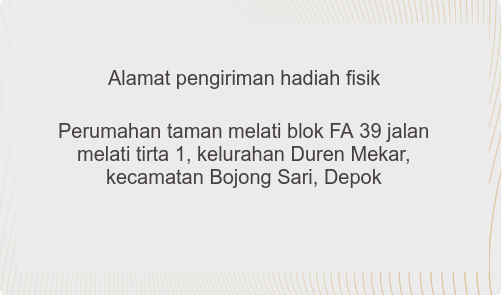 Alamat pengiriman hadiah fisik
Perumahan taman melati blok FA 39 jalan
melati tirta 1, kelurahan Duren Mekar,
kecamatan Bojong Sari, Depok